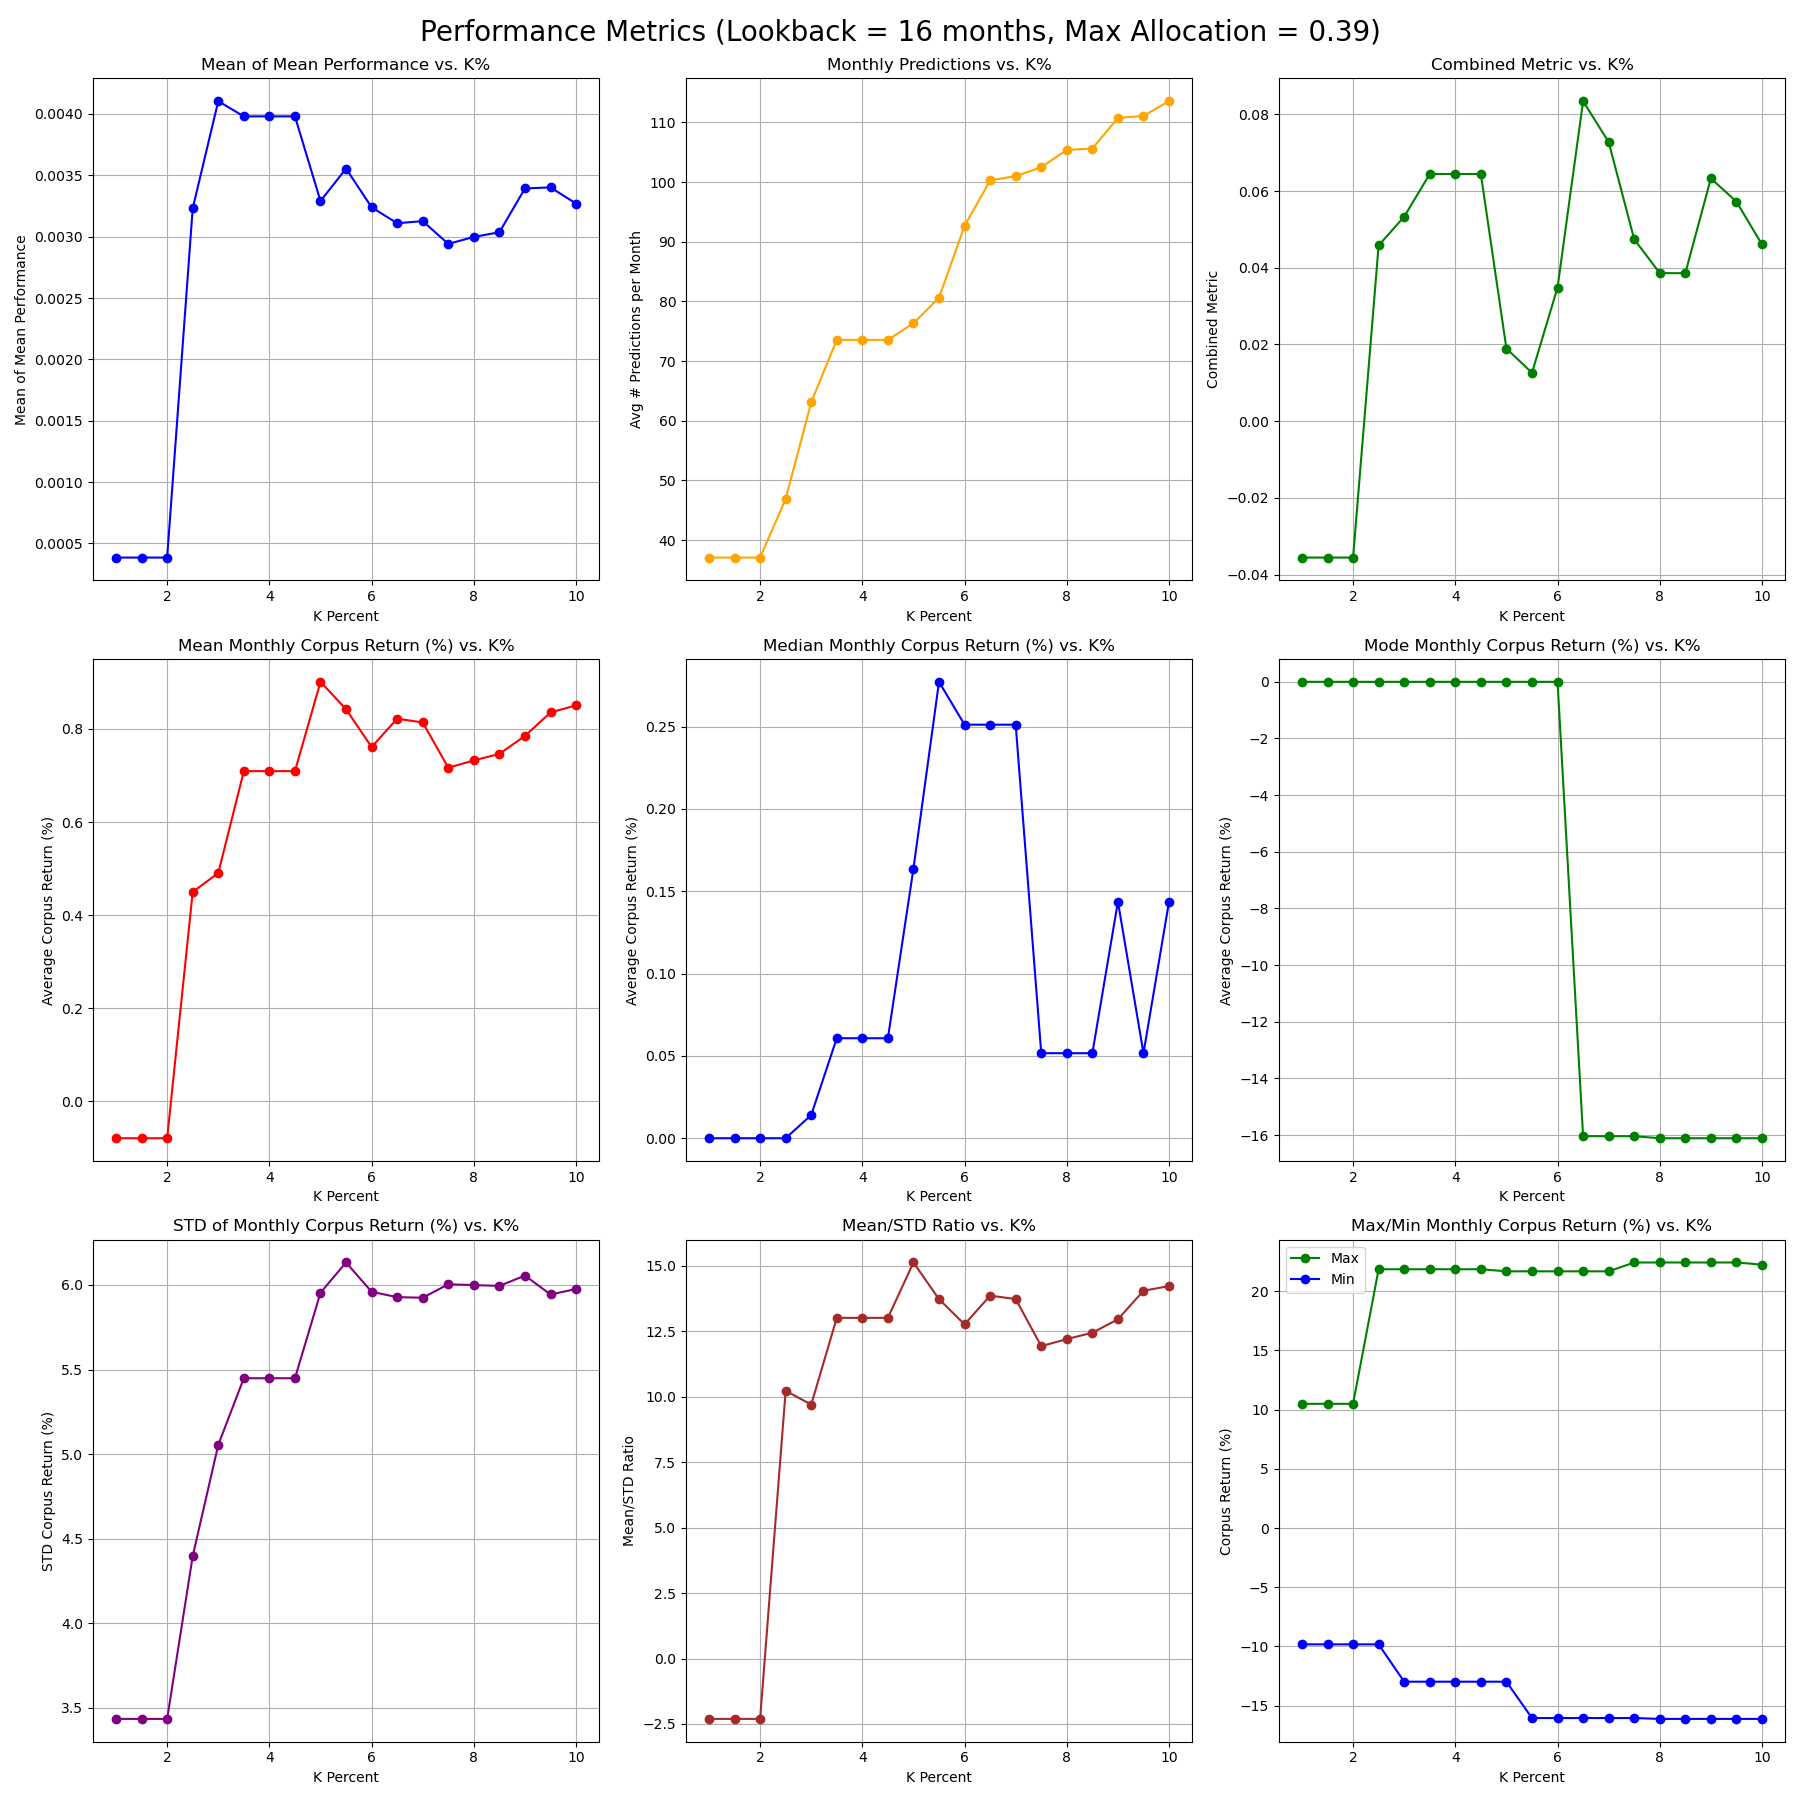 Performance Metrics (Lookback = 16 months, Max Allocation = 0.39)
Mean of Mean Performance vs. K%
Mean of Mean Performance
0.0040
0.0035
0.0030
0.0025
0.0020
0.0015
0.0010
0.0005
2 4 6 8 10
K Percent
Monthly Predictions vs. K%
Avg # Predictions per Month
110
100
90
80
70
60
50
40
2 4 6 8 10
K Percent
Combined Metric vs. K%
Combined Metric
0.08
0.06
0.04
0.02
0.00
−0.02
−0.04
2 4 6 8 10
K Percent
Mean Monthly Corpus Return (%) vs. K%
Average Corpus Return (%)
0.8
0.6
0.4
0.2
0.0
2 4 6 8 10
K Percent
Median Monthly Corpus Return (%) vs. K%
Average Corpus Return (%)
0.25
0.20
0.15
0.10
0.05
0.00
2 4 6 8 10
K Percent
Mode Monthly Corpus Return (%) vs. K%
Average Corpus Return (%)
0
−2
−4
−6
−8
−10
−12
−14
−16
2 4 6 8 10
K Percent
STD of Monthly Corpus Return (%) vs. K%
STD Corpus Return (%)
6.0
5.5
5.0
4.5
4.0
3.5
2 4 6 8 10
K Percent
Mean/STD Ratio vs. K%
Mean/STD Ratio
15.0
12.5
10.0
7.5
5.0
2.5
0.0
−2.5
2 4 6 8 10
K Percent
Max/Min Monthly Corpus Return (%) vs. K%
Max
Min
Corpus Return (%)
20
15
10
5
0
−5
−10
−15
2 4 6 8 10
K Percent